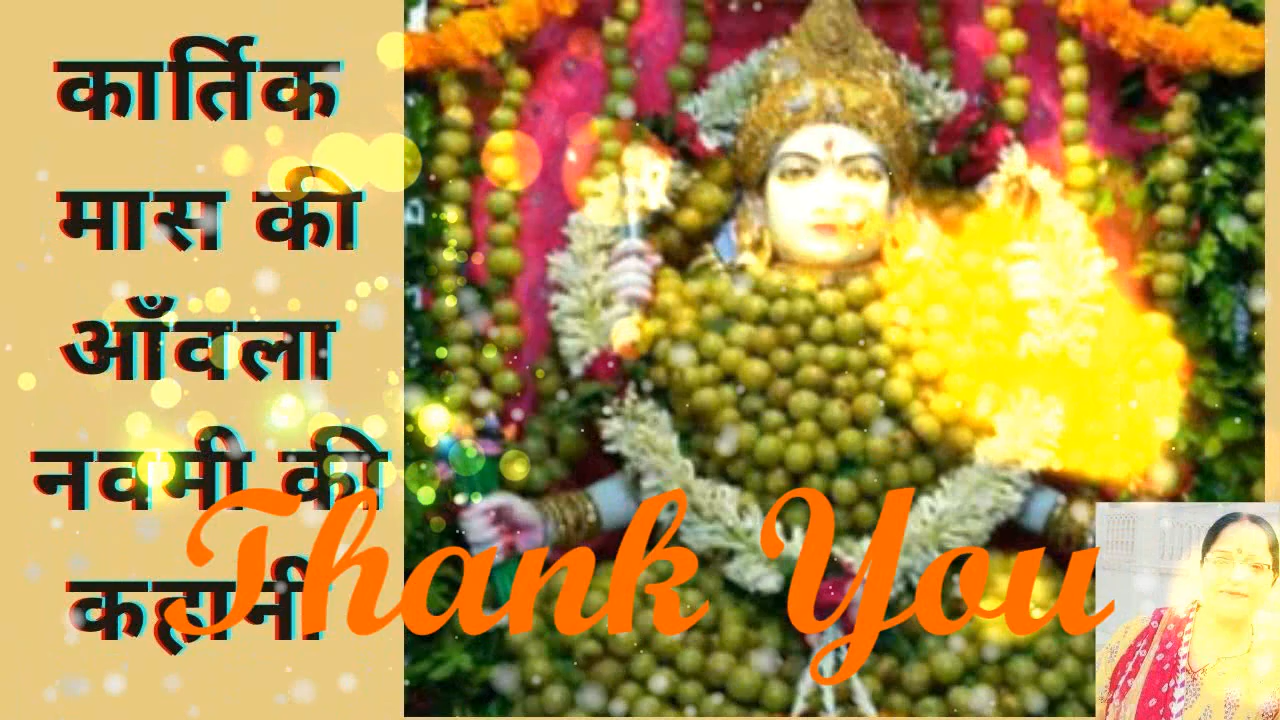 कार्तिक
मास की
आँवला
नवमी की
कहानी
Thank You